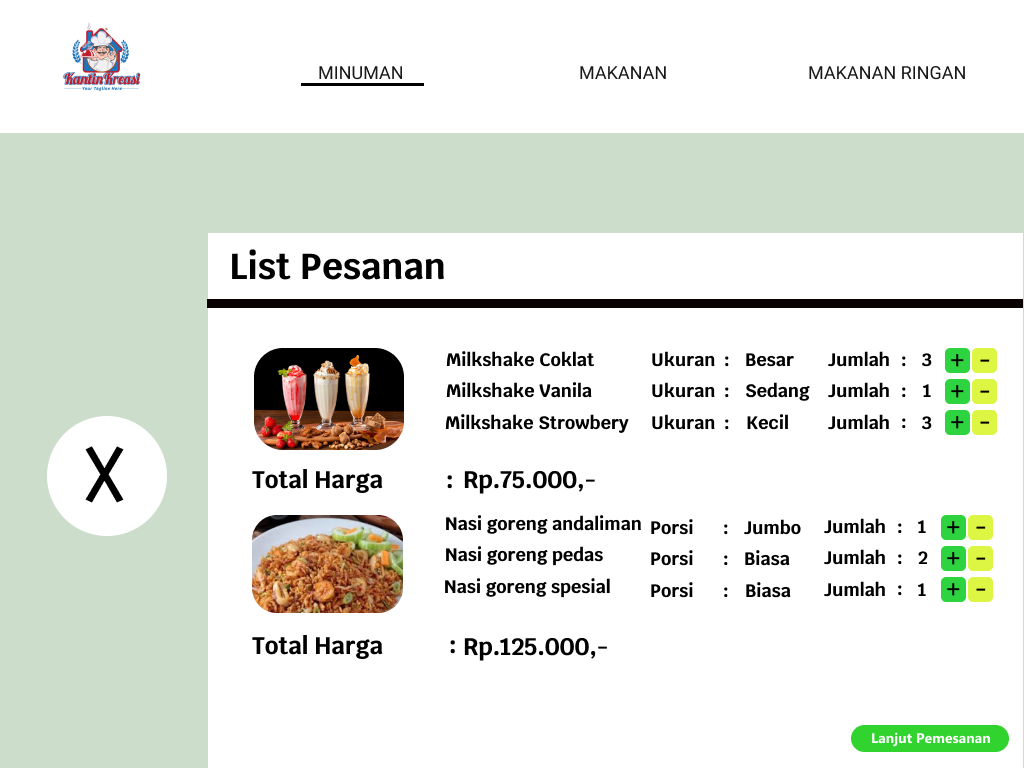 KantinKreasi
Your Tagline Here
MINUMAN MAKANAN MAKANAN RINGAN
List Pesanan
Milkshake Coklat Ukuran : Besar Jumlah : 3 + -
Milkshake Vanila Ukuran : Sedang Jumlah : 1 + -
Milkshake Strowbery Ukuran : Kecil Jumlah : 3 + -
X
Total Harga : Rp.75.000,-
Nasi goreng andaliman Porsi : Jumbo Jumlah : 1 + -
Nasi goreng pedas Porsi : Biasa Jumlah : 2 + -
Nasi goreng spesial Porsi : Biasa Jumlah : 1 + -
Total Harga : Rp.125.000,-
Lanjut Pemesanan